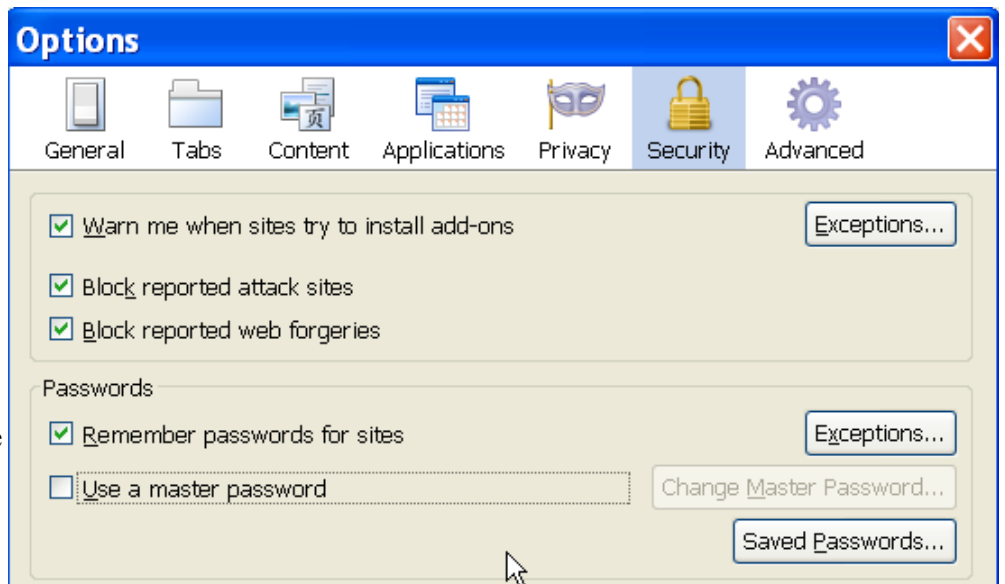 Options
General Tabs Content Applications Privacy Security Advanced
Warn me when sites try to install add-ons Exceptions...
Block reported attack sites
Block reported web forgeries
Passwords
Remember passwords for sites Exceptions...
Use a master password Change Master Password...
Saved Passwords...